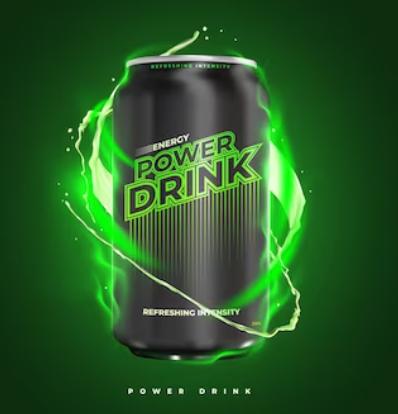 REFRESHING INTENSITY
ENERGY
POWER
DRINK
REFRESHING INTENSITY
POWER DRINK